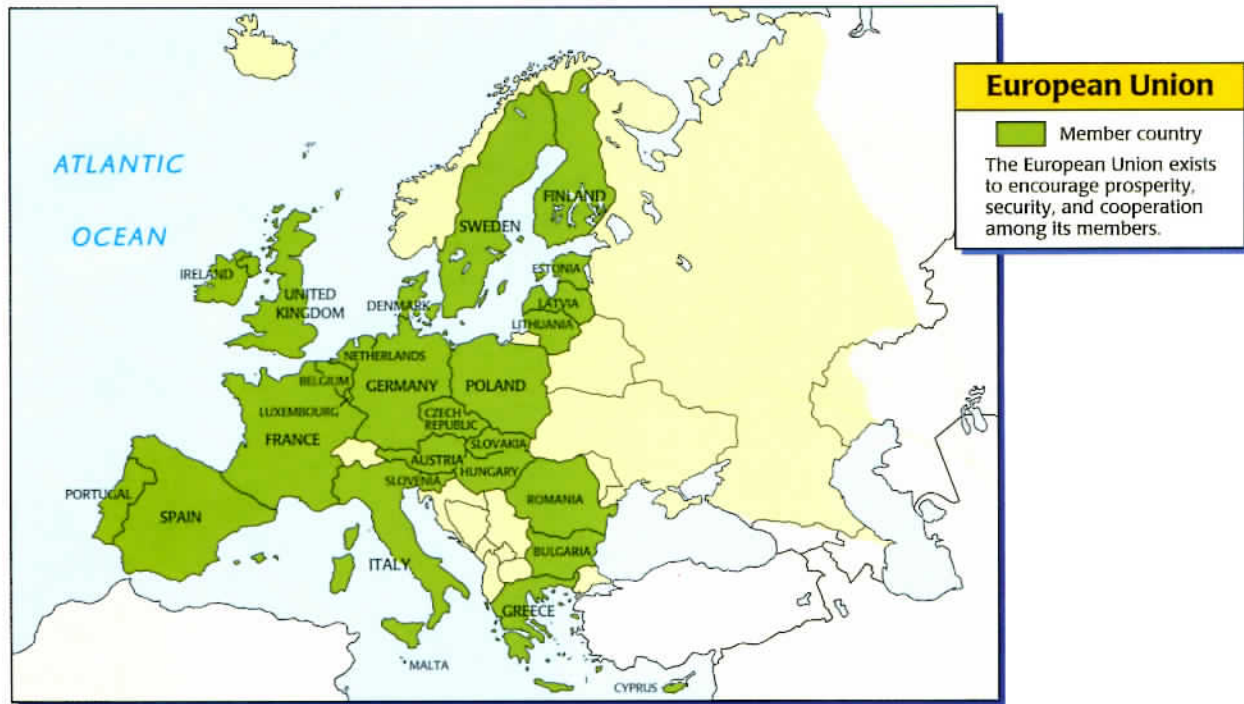 European Union
Member country
The European Union exists
to encourage prosperity,
security, and cooperation
among its members.
ATLANTIC
OCEAN
FINLAND
SWEDEN
ESTONIA
IRELAND
UNITED
KINGDOM
DENMARK
LATVIA
LITHUANIA
NETHERLANDS
BELGIUM
GERMANY
POLAND
LUXEMBOURG
CZECH
REPUBLIC
FRANCE
SLOVAKIA
AUSTRIA
HUNGARY
SLOVENIA
PORTUGAL
SPAIN
ROMANIA
BULGARIA
ITALY
GREECE
MALTA
CYPRUS